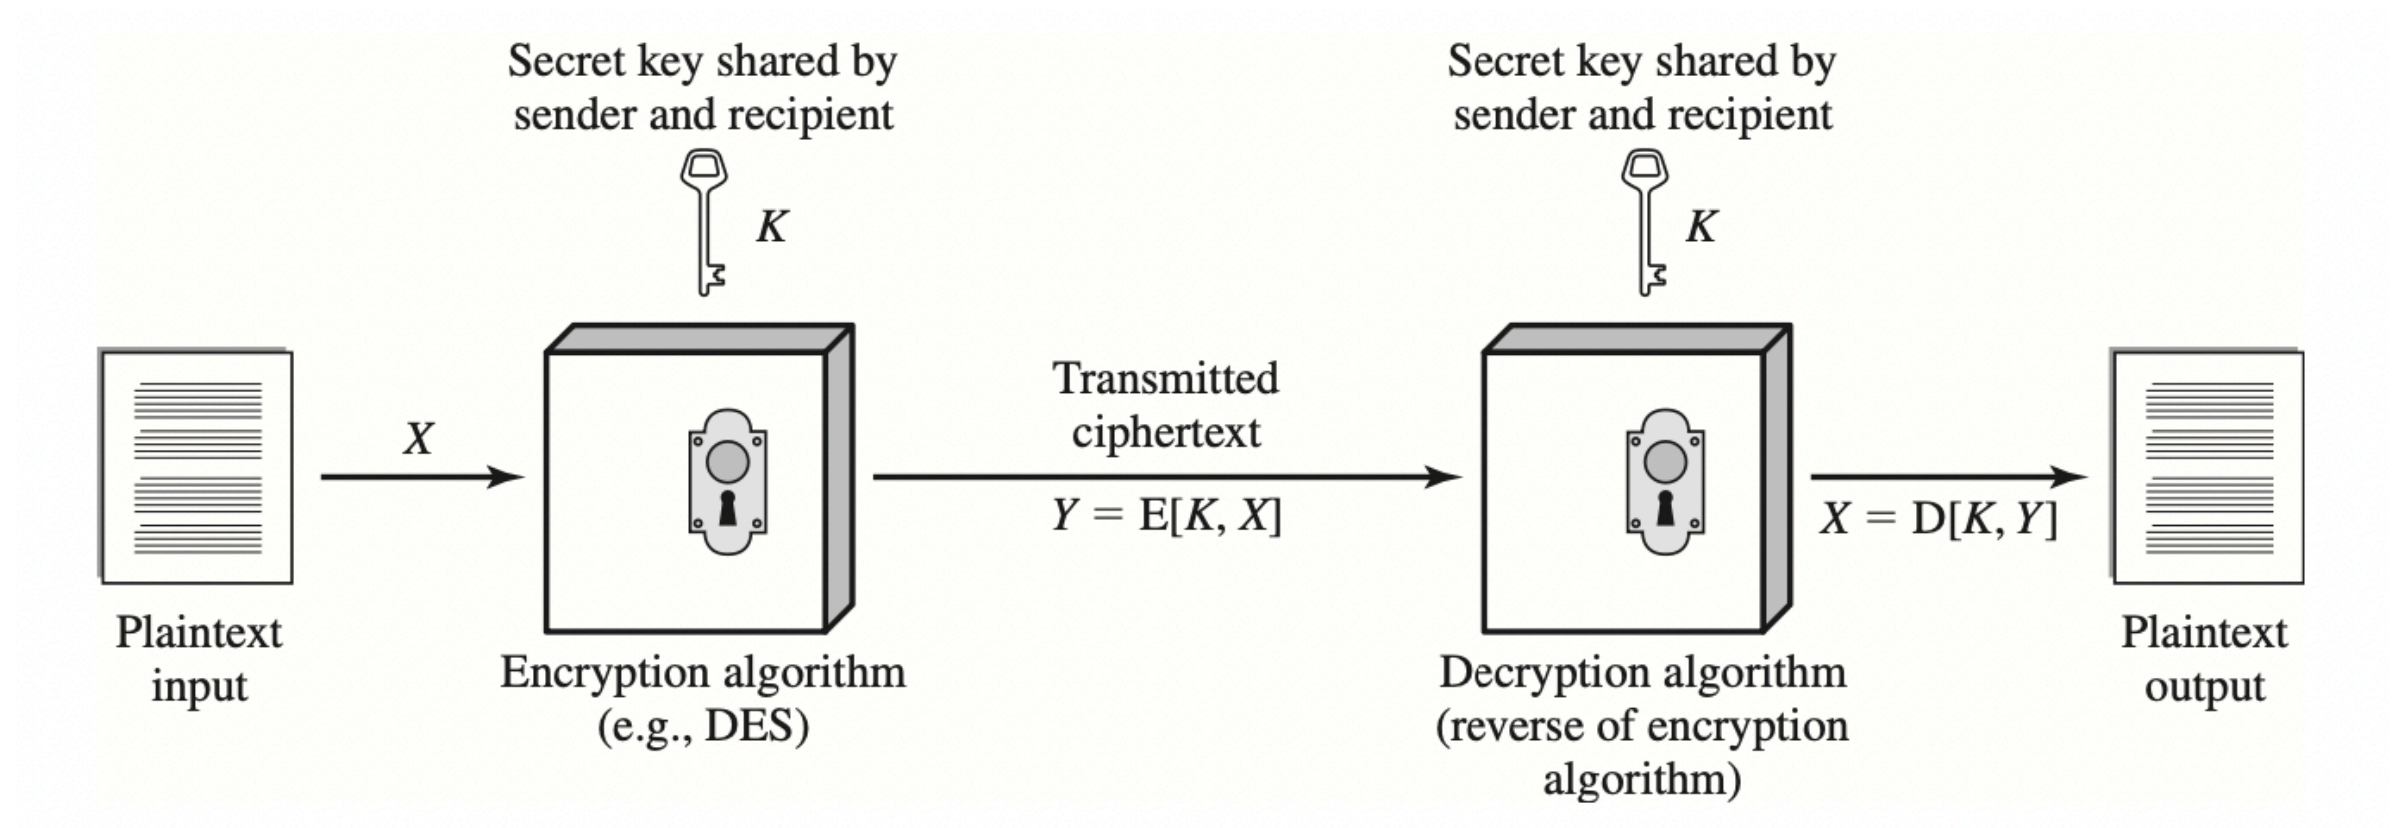 Secret key shared by
sender and recipient
K
Secret key shared by
sender and recipient
K
X
Transmitted
ciphertext
Y = E[K, X]
X = D[K, Y]
Plaintext
input
Encryption algorithm
(e.g., DES)
Decryption algorithm
(reverse of encryption
algorithm)
Plaintext
output